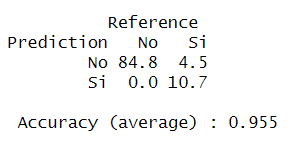 Reference
Prediction No Si
No 84.8 4.5
Si 0.0 10.7
Accuracy (average) : 0.955